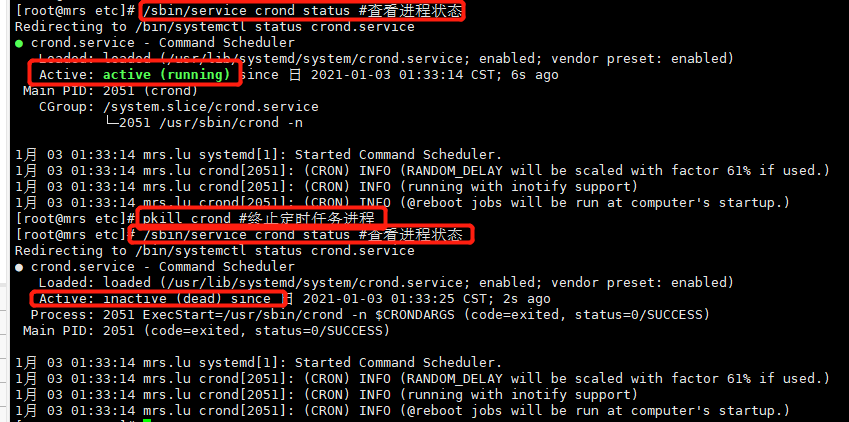 [root@mrs etc]# /sbin/service crond status #查看进程状态
Redirecting to /bin/systemctl status crond.service
● crond.service - Command Scheduler
   Loaded: loaded (/usr/lib/systemd/system/crond.service; enabled; vendor preset: enabled)
   Active: active (running) since 日 2021-01-03 01:33:14 CST; 6s ago
 Main PID: 2051 (crond)
   CGroup: /system.slice/crond.service
           └─2051 /usr/sbin/crond -n

1月 03 01:33:14 mrs.lu systemd[1]: Started Command Scheduler.
1月 03 01:33:14 mrs.lu crond[2051]: (CRON) INFO (RANDOM_DELAY will be scaled with factor 61% if used.)
1月 03 01:33:14 mrs.lu crond[2051]: (CRON) INFO (running with inotify support)
1月 03 01:33:14 mrs.lu crond[2051]: (CRON) INFO (@reboot jobs will be run at computer's startup.)
[root@mrs etc]# pkill crond #终止定时任务进程
[root@mrs etc]# /sbin/service crond status #查看进程状态
Redirecting to /bin/systemctl status crond.service
● crond.service - Command Scheduler
   Loaded: loaded (/usr/lib/systemd/system/crond.service; enabled; vendor preset: enabled)
   Active: inactive (dead) since 日 2021-01-03 01:33:25 CST; 2s ago
  Process: 2051 ExecStart=/usr/sbin/crond -n $CRONDARGS (code=exited, status=0/SUCCESS)
 Main PID: 2051 (code=exited, status=0/SUCCESS)

1月 03 01:33:14 mrs.lu systemd[1]: Started Command Scheduler.
1月 03 01:33:14 mrs.lu crond[2051]: (CRON) INFO (RANDOM_DELAY will be scaled with factor 61% if used.)
1月 03 01:33:14 mrs.lu crond[2051]: (CRON) INFO (running with inotify support)
1月 03 01:33:14 mrs.lu crond[2051]: (CRON) INFO (@reboot jobs will be run at computer's startup.)
[root@mrs etc]#